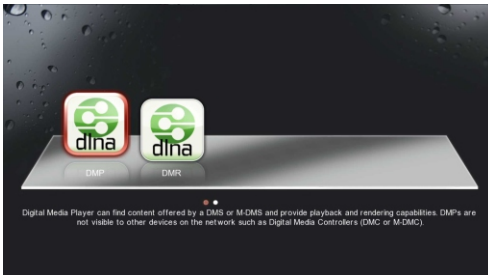 dlna
dlna
DMP
DMR
Digital Media Player can find content offered by a DMS or M-DMS and provide playback and rendering capabilities. DMPs are
not visible to other devices on the network such as Digital Media Controllers (DMC or M-DMC).